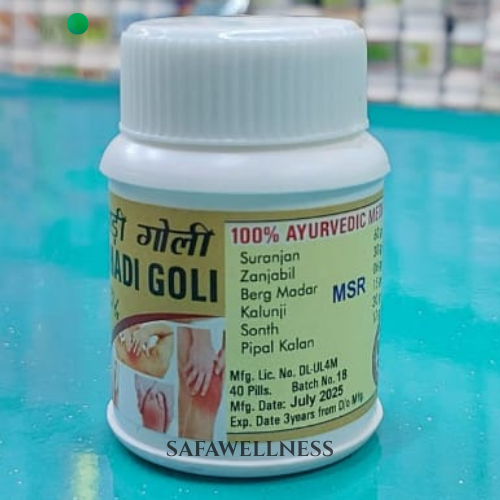 गोली
ADI GOLI
100% AYURVEDIC
Suranjan
Zanjabil
Berg Madar
Kalunji
Sonth
Pipal Kalan
MSR
Mfg. Lic. No. DL-UL4M
40 Pills. Batch No. 18
Mfg. Date: July 2025
Exp. Date 3years from D/o Mfg.
SAFAWELLNESS